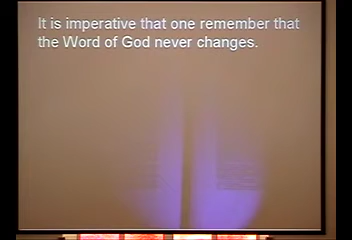 It is imperative that one remember that
the Word of God never changes.